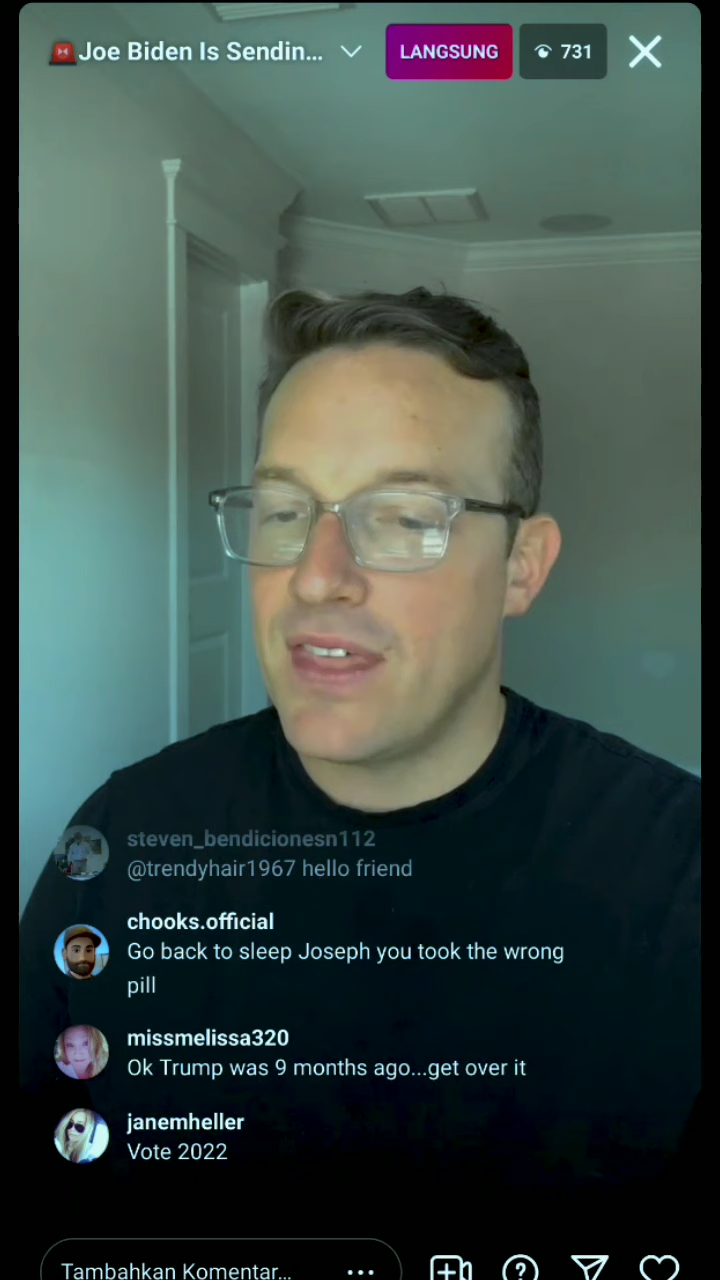 Joe Biden Is Sendin...
LANGSUNG
731
steven_bendicionesn112
@trendyhair1967 hello friend
chooks.official
Go back to sleep Joseph you took the wrong
pill
missmelissa320
Ok Trump was 9 months ago...get over it
janemheller
Vote 2022
Tambahkan Komentar...